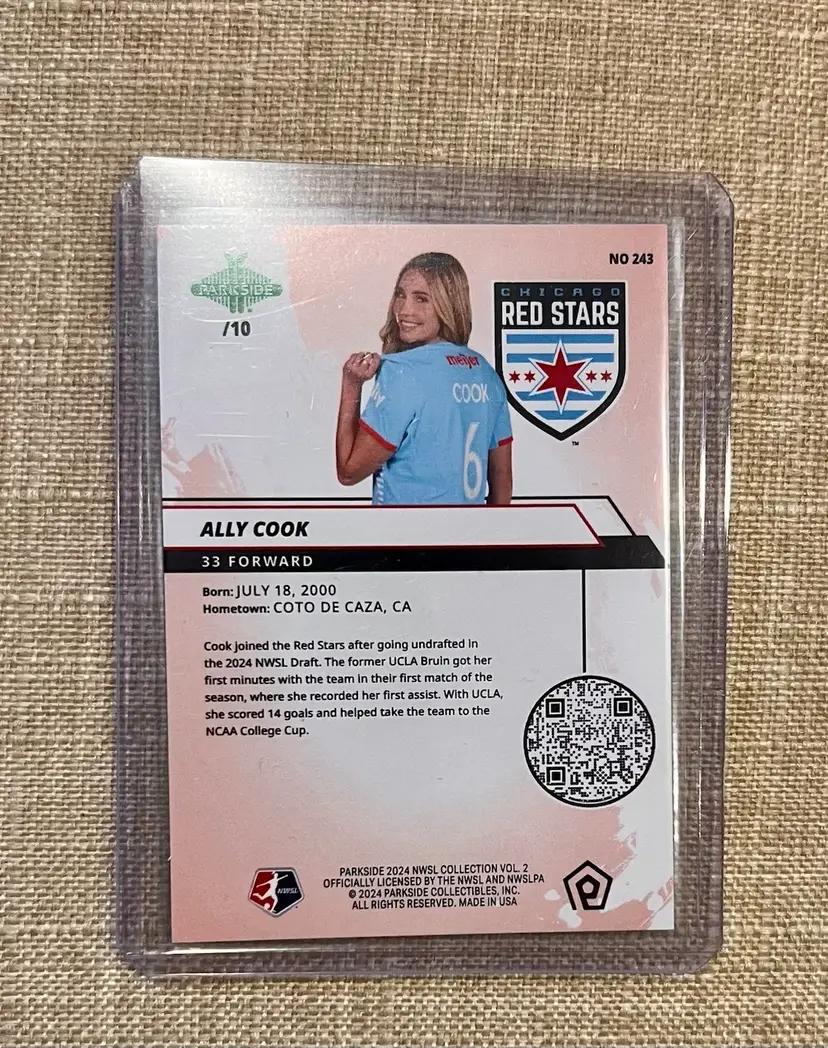 NO 243
PARKSIDE
/10
CHICAGO
RED STARS
TM
meijer
COOK
6
ALLY COOK
33 FORWARD
Born: JULY 18, 2000
Hometown: COTO DE CAZA, CA
Cook joined the Red Stars after going undrafted in
the 2024 NWSL Draft. The former UCLA Bruin got her
first minutes with the team in their first match of the
season, where she recorded her first assist. With UCLA,
she scored 14 goals and helped take the team to the
NCAA College Cup.
NWSL
PARKSIDE 2024 NWSL COLLECTION VOL. 2
OFFICIALLY LICENSED BY THE NWSL AND NWSLPA
© 2024 PARKSIDE COLLECTIBLES, INC.
ALL RIGHTS RESERVED. MADE IN USA